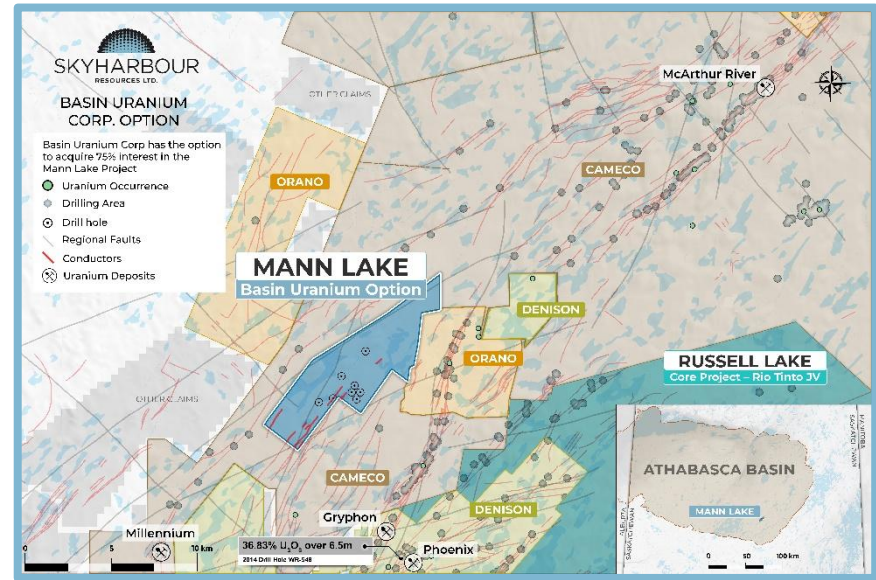 SKYHARBOUR
RESOURCES LTD.
BASIN URANIUM
CORP. OPTION
Basin Uranium Corp has the option
to acquire 75% interest in the
Mann Lake Project
Uranium Occurrence
Drilling Area
Drill hole
Regional Faults
Conductors
Uranium Deposits
OTHER CLAIMS
McArthur River
ORANO
CAMECO
MANN LAKE
Basin Uranium Option
DENISON
ORANO
RUSSELL LAKE
Core Project – Rio Tinto JV
OTHER CLAIMS
CAMECO
DENISON
Gryphon
Millennium
36.83% U3O8 over 6.5m
2014 Drill Hole WR-548
Phoenix
0 5 10 km
MANITOBA
SASKATCHEWAN
ATHABASCA BASIN
MANN LAKE
ALBERTA
SASKATCHEWAN
0 50 100 km